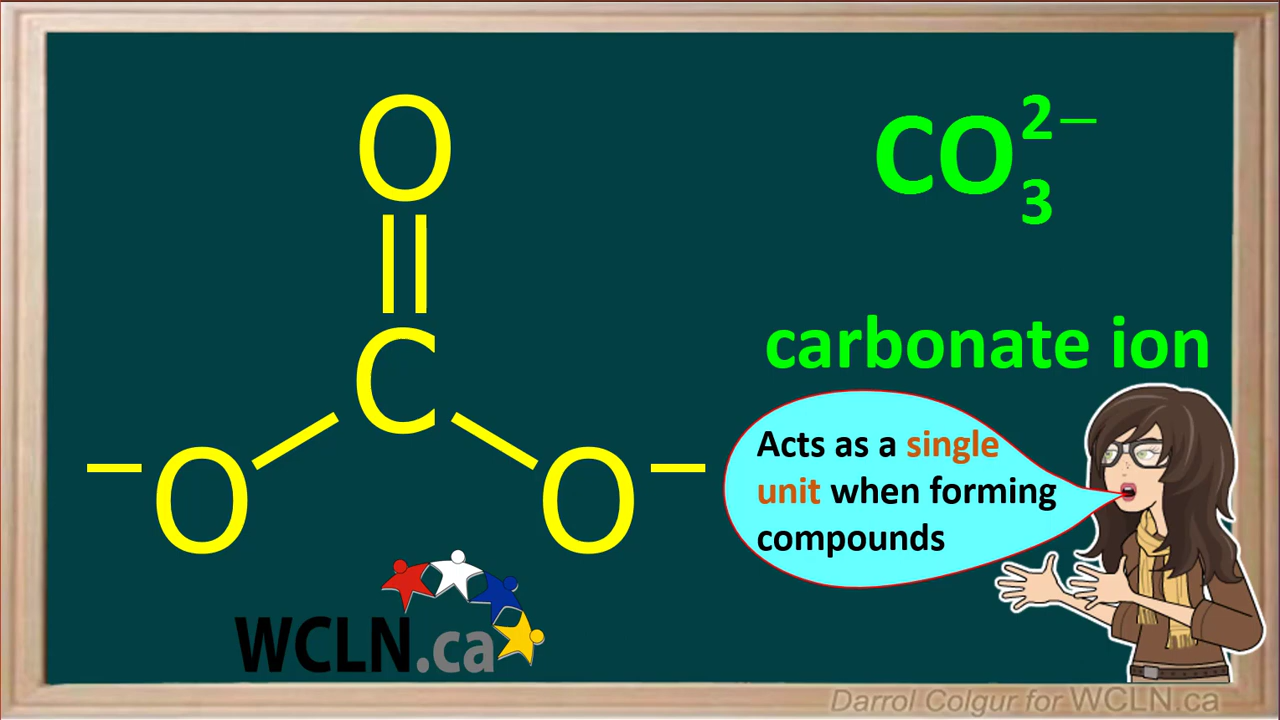 O
C
– O O –
CO₃²–
carbonate ion
Acts as a single
unit when forming
compounds
WCLN.ca
Darrol Colgur for WCLN.ca